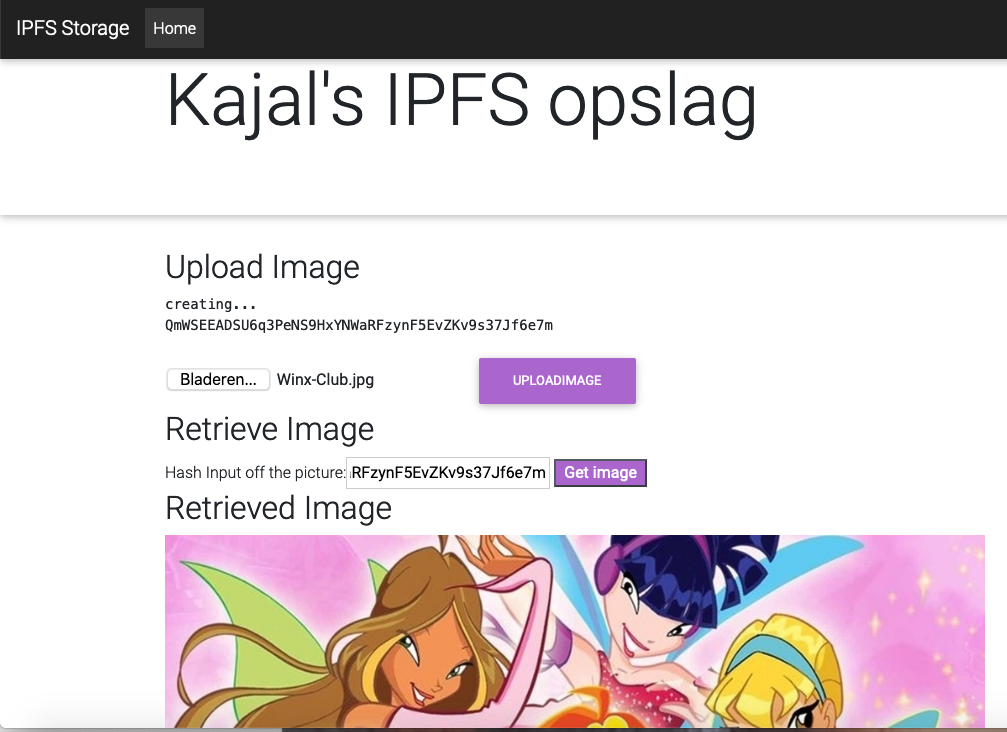 IPFS Storage Home
Kajal's IPFS opslag
Upload Image
creating...
QmWSEEADSU6q3PeNS9HxYNWaRFzynF5EvZKv9s37Jf6e7m
Bladeren... Winx-Club.jpg UPLOADIMAGE
Retrieve Image
Hash Input off the picture: RFzynF5EvZKv9s37Jf6e7m Get image
Retrieved Image